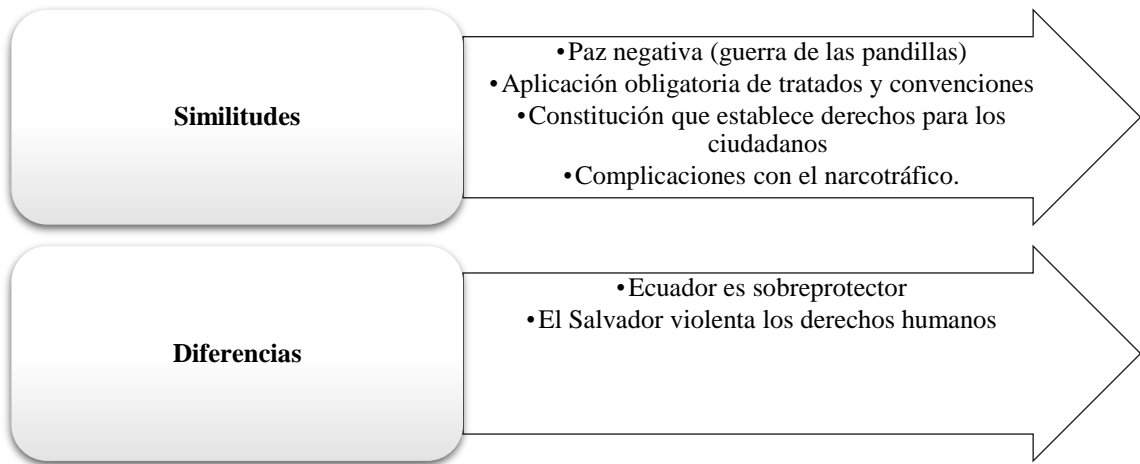 Similitudes
•Paz negativa (guerra de las pandillas)
•Aplicación obligatoria de tratados y convenciones
•Constitución que establece derechos para los
ciudadanos
•Complicaciones con el narcotráfico.
Diferencias
•Ecuador es sobreprotector
•El Salvador violenta los derechos humanos